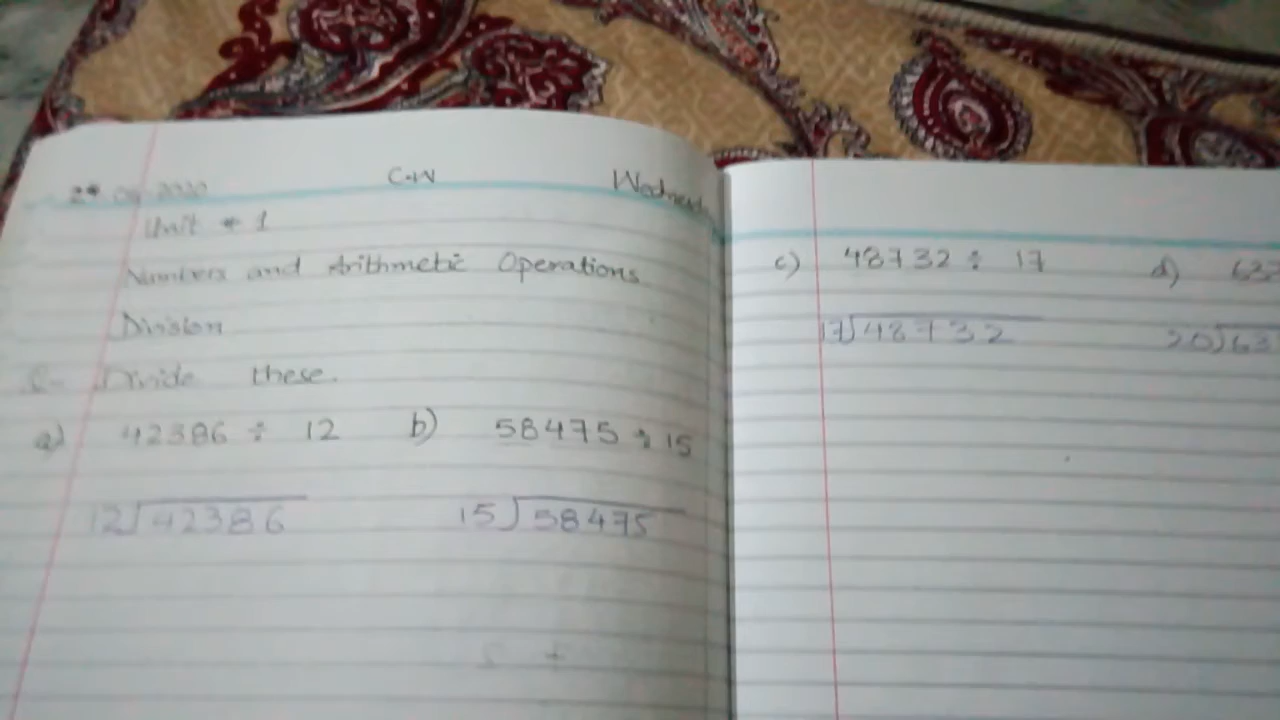 C.W
Unit # 1
Numbers and Arithmetic Operations
Division
Divide these.
a) 42386 ÷ 12 b) 58475 ÷ 15
12)42386 15)58475
c) 48732 ÷ 17 d)
17)48732